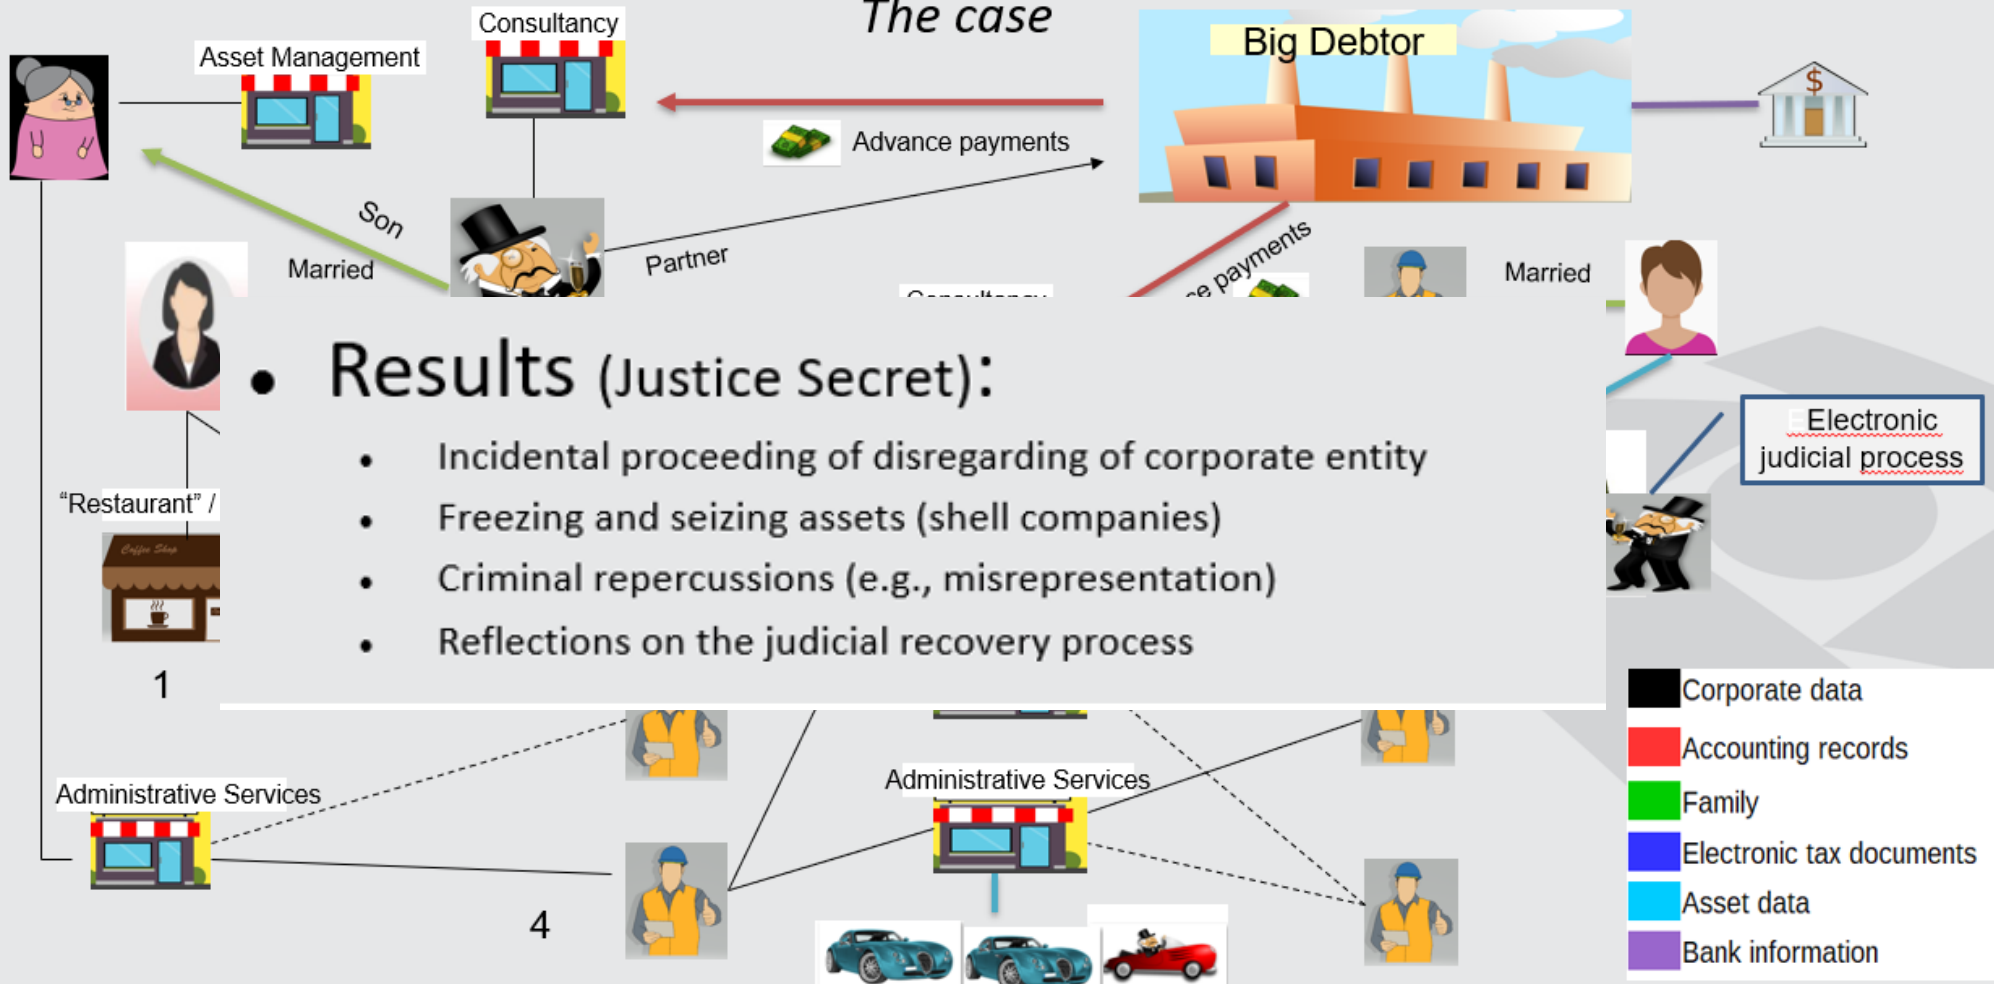 The case
Consultancy
Big Debtor
Asset Management
$
Advance payments
Son
Married
Partner
payments
Married
Results (Justice Secret):
Incidental proceeding of disregarding of corporate entity
Freezing and seizing assets (shell companies)
Criminal repercussions (e.g., misrepresentation)
Reflections on the judicial recovery process
Electronic
judicial process
“Restaurant” /
Coffee Shop
1
Corporate data
Accounting records
Family
Electronic tax documents
Asset data
Bank information
Administrative Services
Administrative Services
4